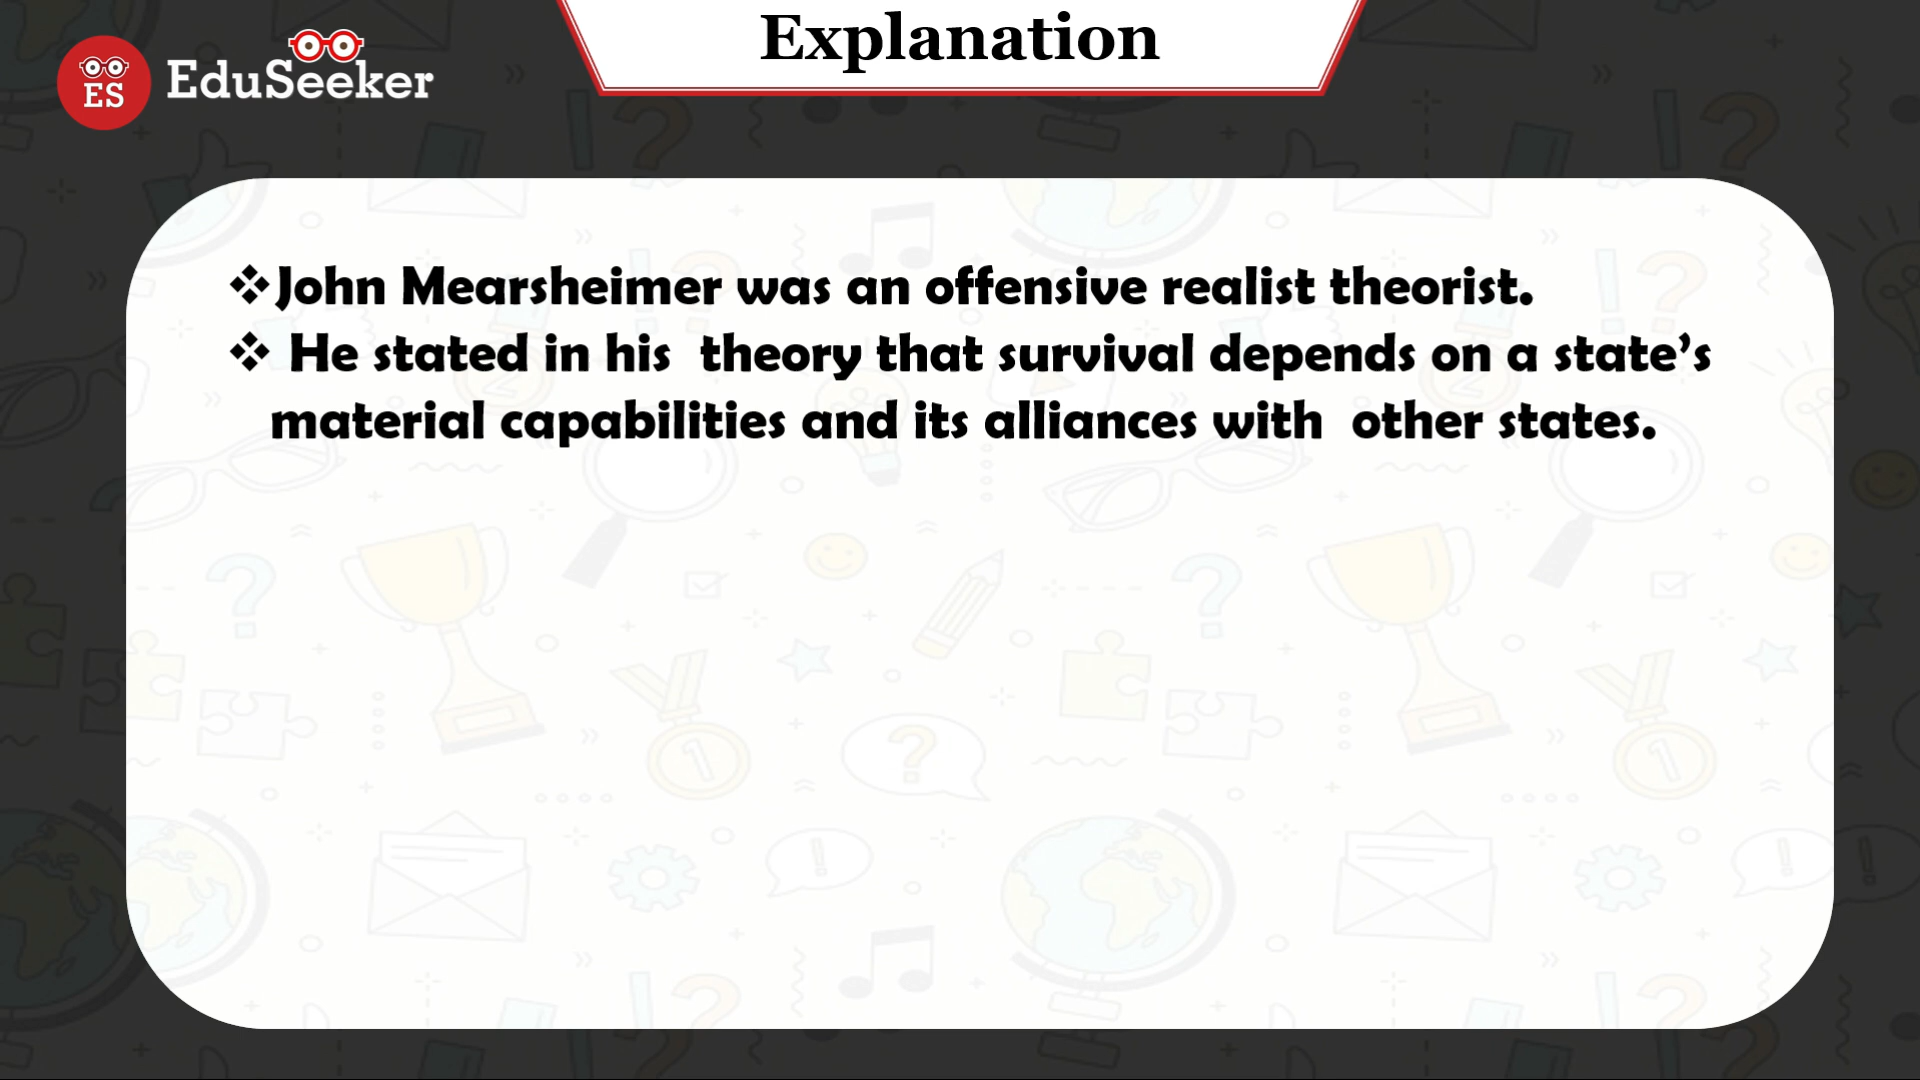 Explanation
ES EduSeeker
❖John Mearsheimer was an offensive realist theorist.
❖ He stated in his  theory that survival depends on a state’s
material capabilities and its alliances with  other states.